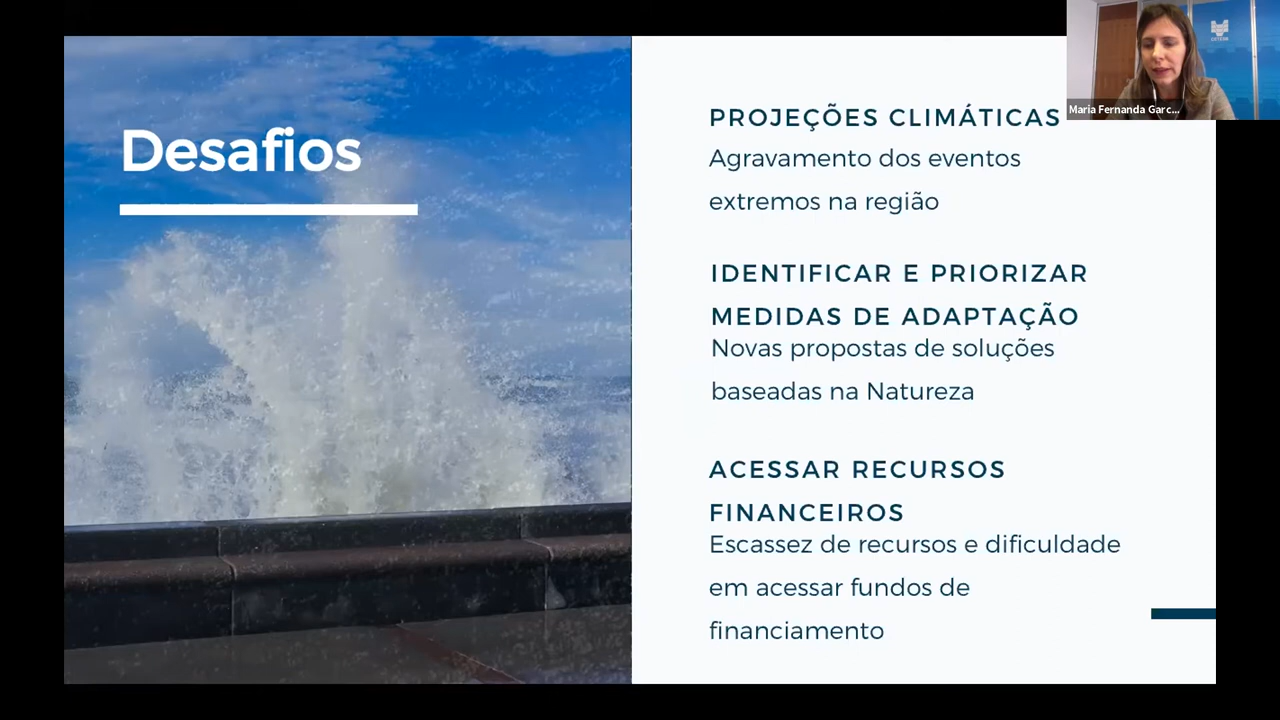 Desafios
PROJEÇÕES CLIMÁTICAS
Agravamento dos eventos
extremos na região
IDENTIFICAR E PRIORIZAR
MEDIDAS DE ADAPTAÇÃO
Novas propostas de soluções
baseadas na Natureza
ACESSAR RECURSOS
FINANCEIROS
Escassez de recursos e dificuldade
em acessar fundos de
financiamento
Maria Fernanda Garc...